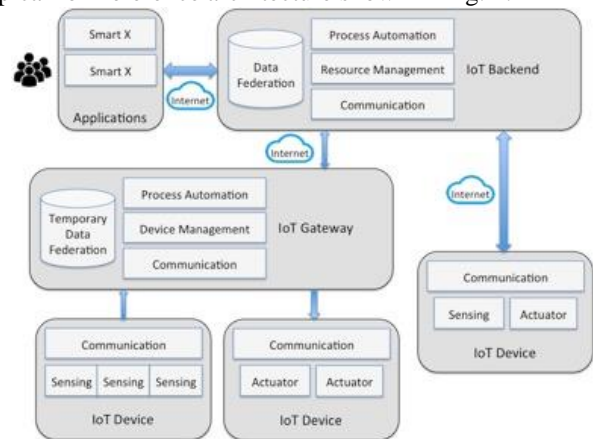 Smart X
Smart X
Applications
Internet
Data
Federation
Process Automation
Resource Management
Communication
IoT Backend
Internet
Internet
Temporary
Data
Federation
Process Automation
Device Management
Communication
IoT Gateway
Communication
Sensing Actuator
IoT Device
Communication
Sensing Sensing Sensing
IoT Device
Communication
Actuator Actuator
IoT Device